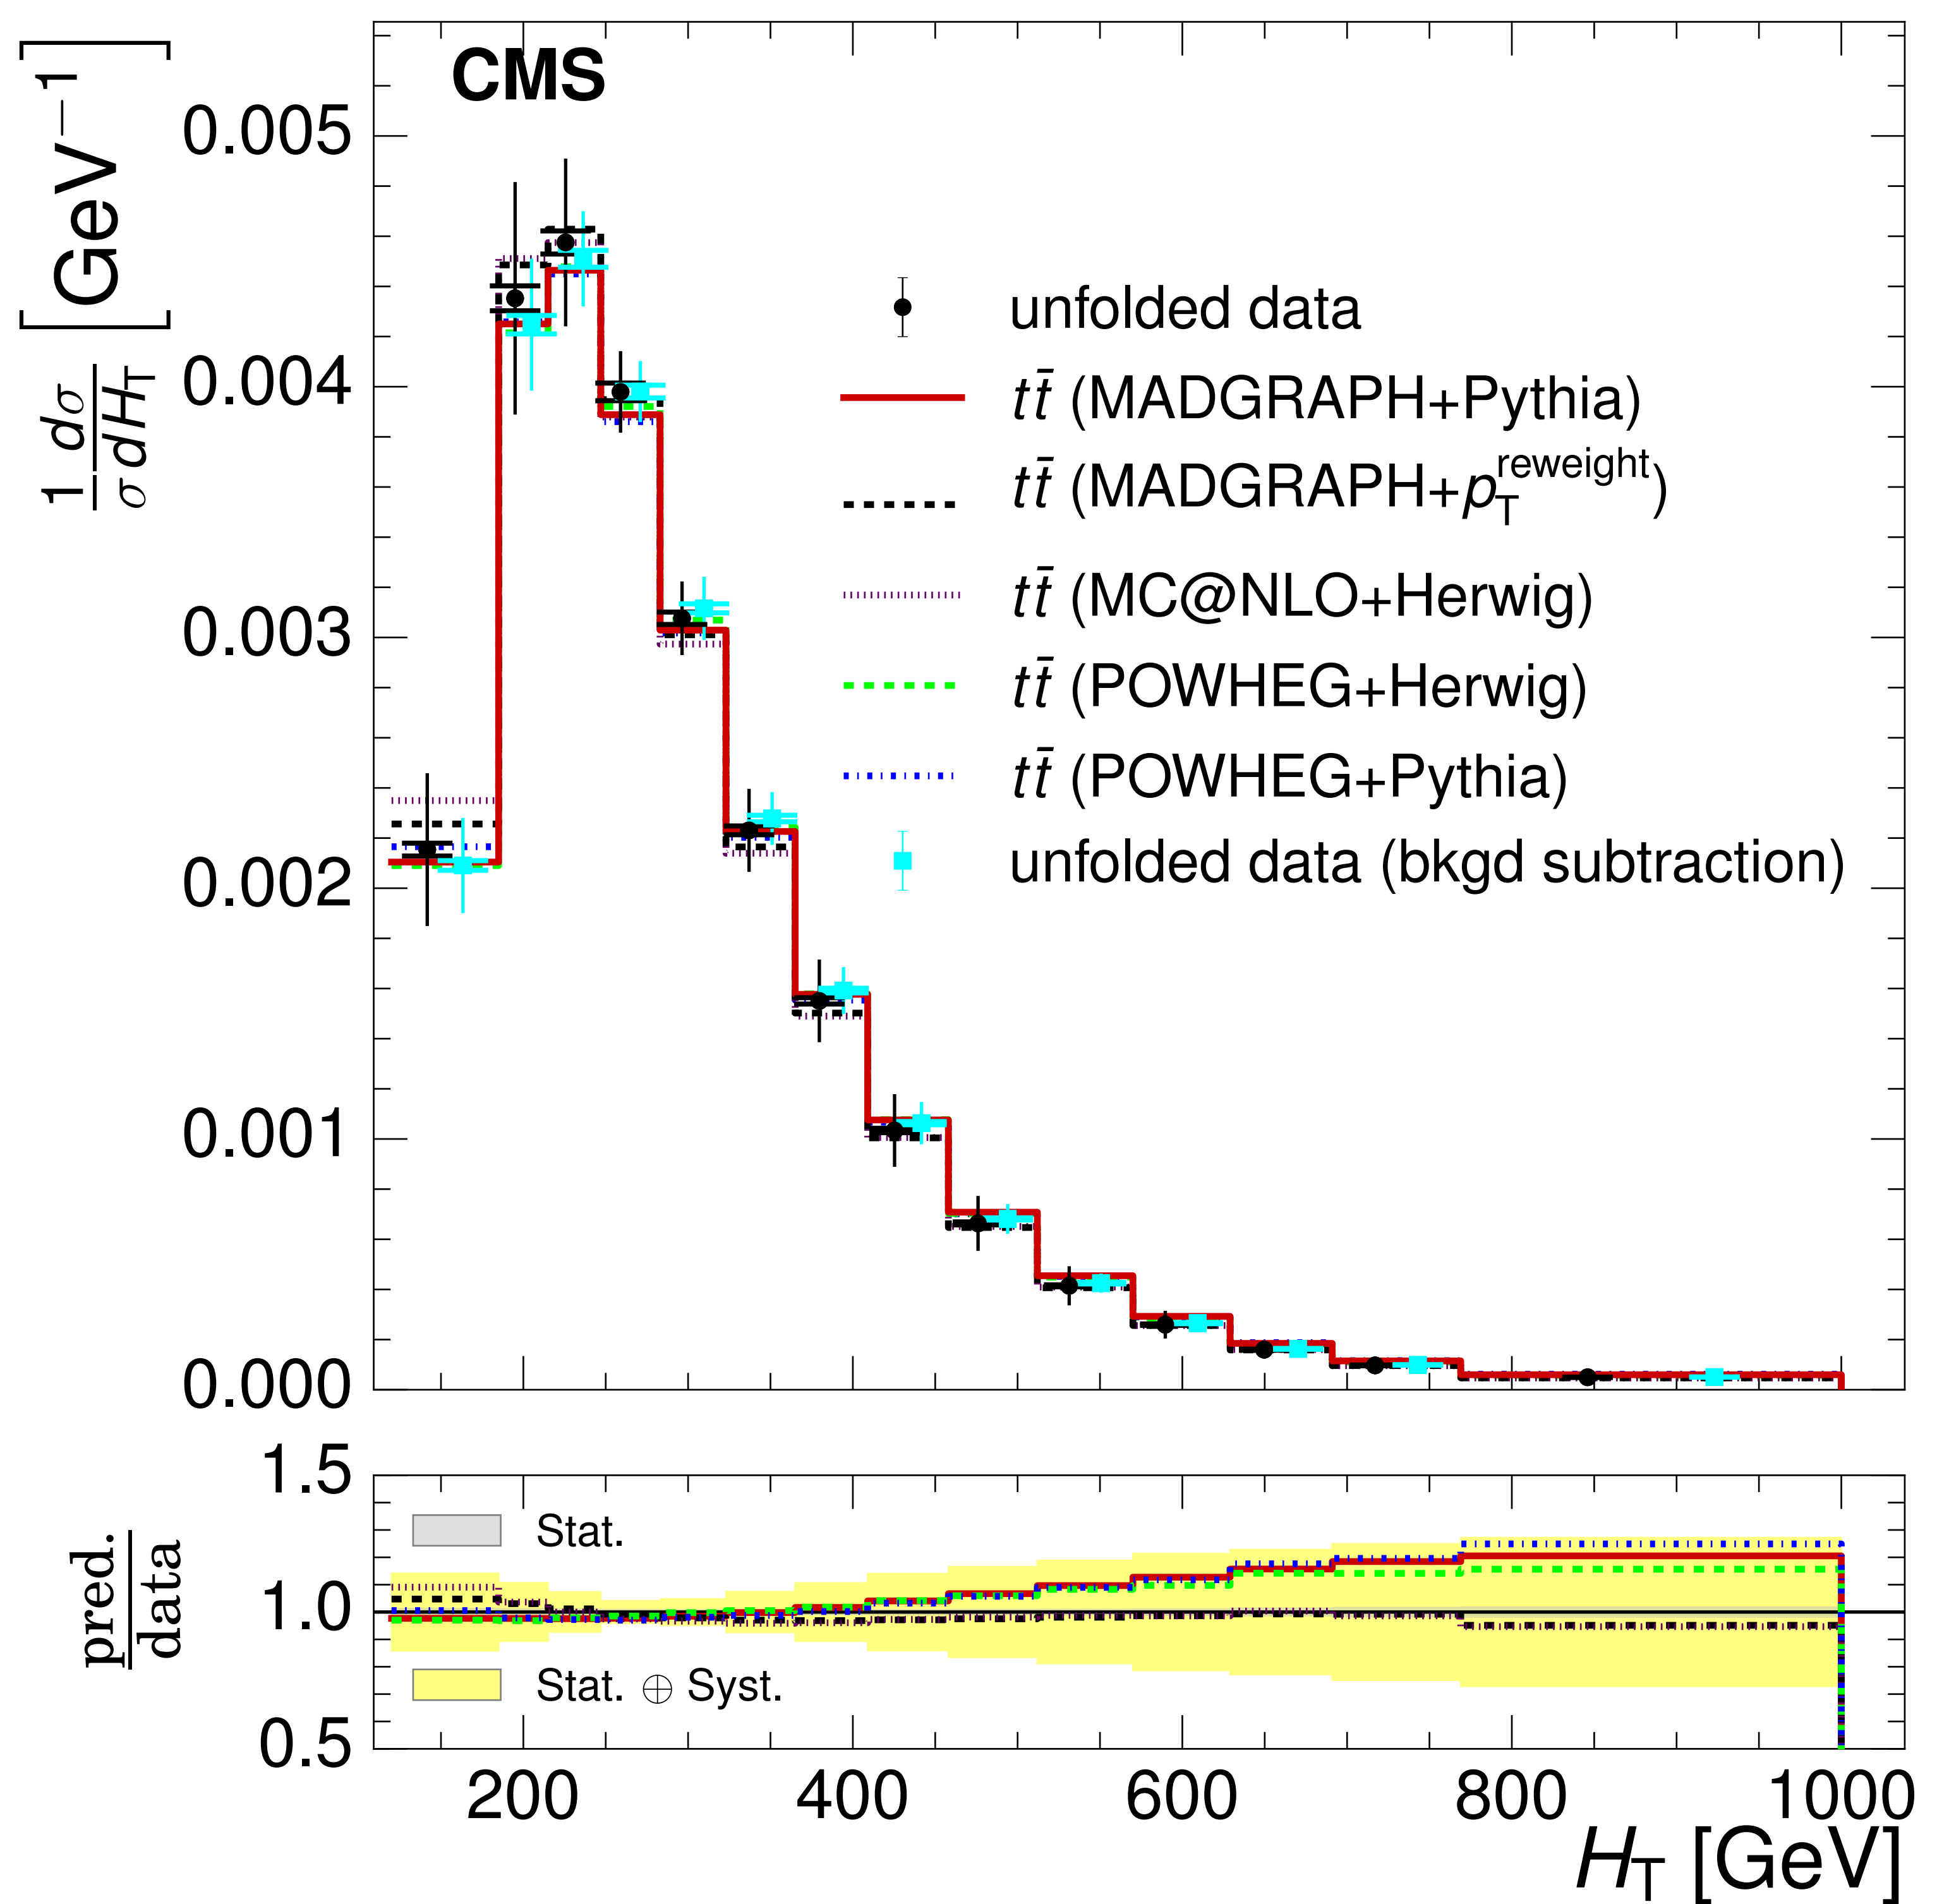 CMS
1/σ dσ/dH_T [GeV^−1]
0.005
0.004
0.003
0.002
0.001
0.000
unfolded data
tt̄ (MADGRAPH+Pythia)
tt̄ (MADGRAPH+p_T^reweight)
tt̄ (MC@NLO+Herwig)
tt̄ (POWHEG+Herwig)
tt̄ (POWHEG+Pythia)
unfolded data (bkgd subtraction)
pred./data
1.5
1.0
0.5
Stat.
Stat. ⊕ Syst.
200 400 600 800 1000
H_T [GeV]